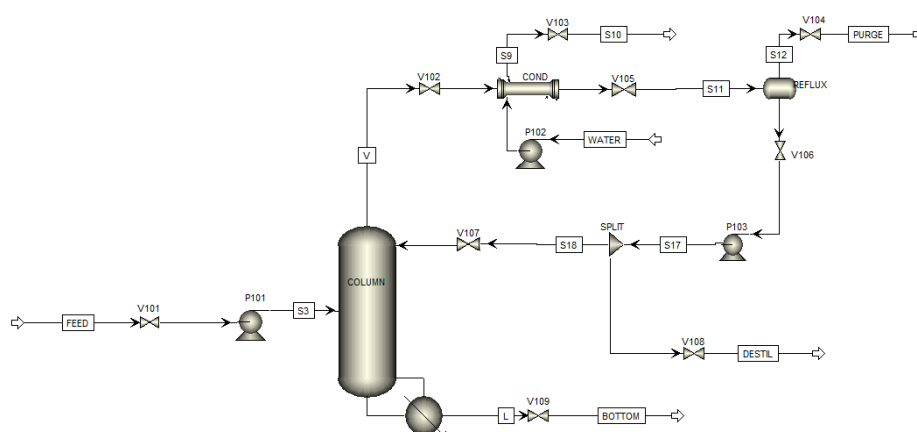 V103
S10
V104
PURGE
S9
S12
V102
COND
V105
S11
REFLUX
P102
WATER
V106
V
V107
S18
SPLIT
S17
P103
COLUMN
FEED
V101
P101
S3
V108
DESTIL
L
V109
BOTTOM